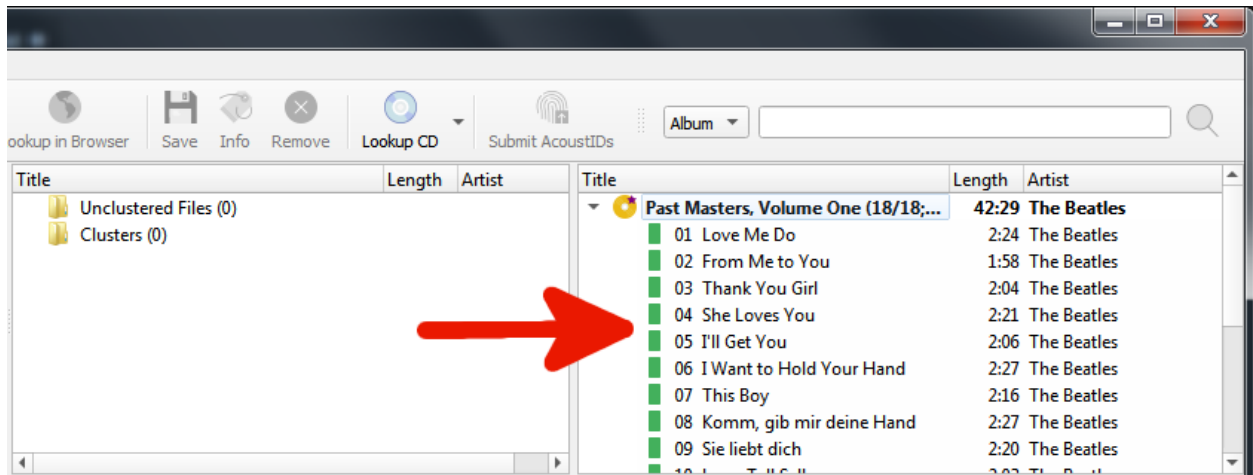 ookup in Browser Save Info Remove Lookup CD Submit AcoustIDs Album
Title Length Artist Title Length Artist
Unclustered Files (0) Past Masters, Volume One (18/18;... 42:29 The Beatles
Clusters (0) 01 Love Me Do 2:24 The Beatles
02 From Me to You 1:58 The Beatles
03 Thank You Girl 2:04 The Beatles
04 She Loves You 2:21 The Beatles
05 I'll Get You 2:06 The Beatles
06 I Want to Hold Your Hand 2:27 The Beatles
07 This Boy 2:16 The Beatles
08 Komm, gib mir deine Hand 2:27 The Beatles
09 Sie liebt dich 2:20 The Beatles